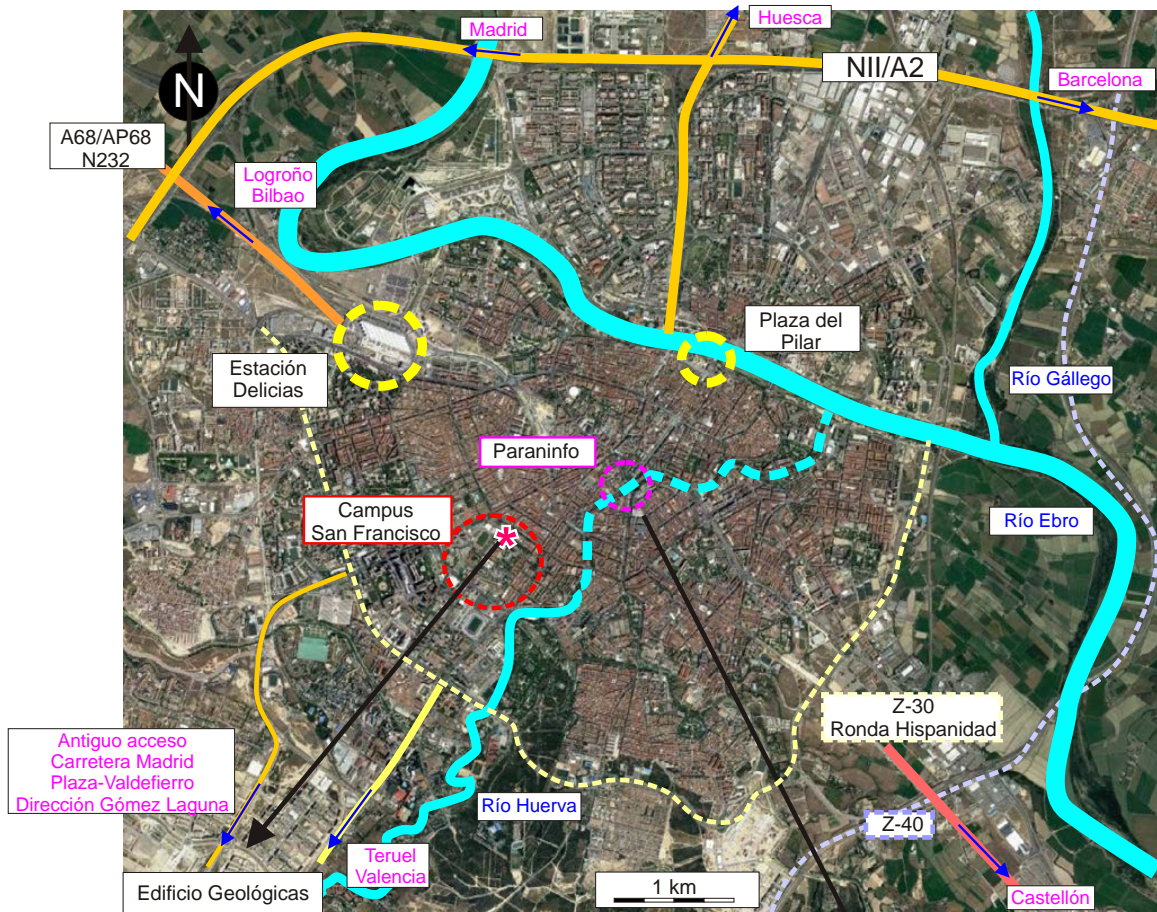 Madrid
Huesca
NII/A2
Barcelona
N
A68/AP68
N232
Logroño
Bilbao
Plaza del
Pilar
Estación
Delicias
Río Gállego
Paraninfo
Campus
San Francisco
Río Ebro
*
Z-30
Ronda Hispanidad
Antiguo acceso
Carretera Madrid
Plaza-Valdefierro
Dirección Gómez Laguna
Río Huerva
Z-40
Teruel
Valencia
Edificio Geológicas
1 km
Castellón